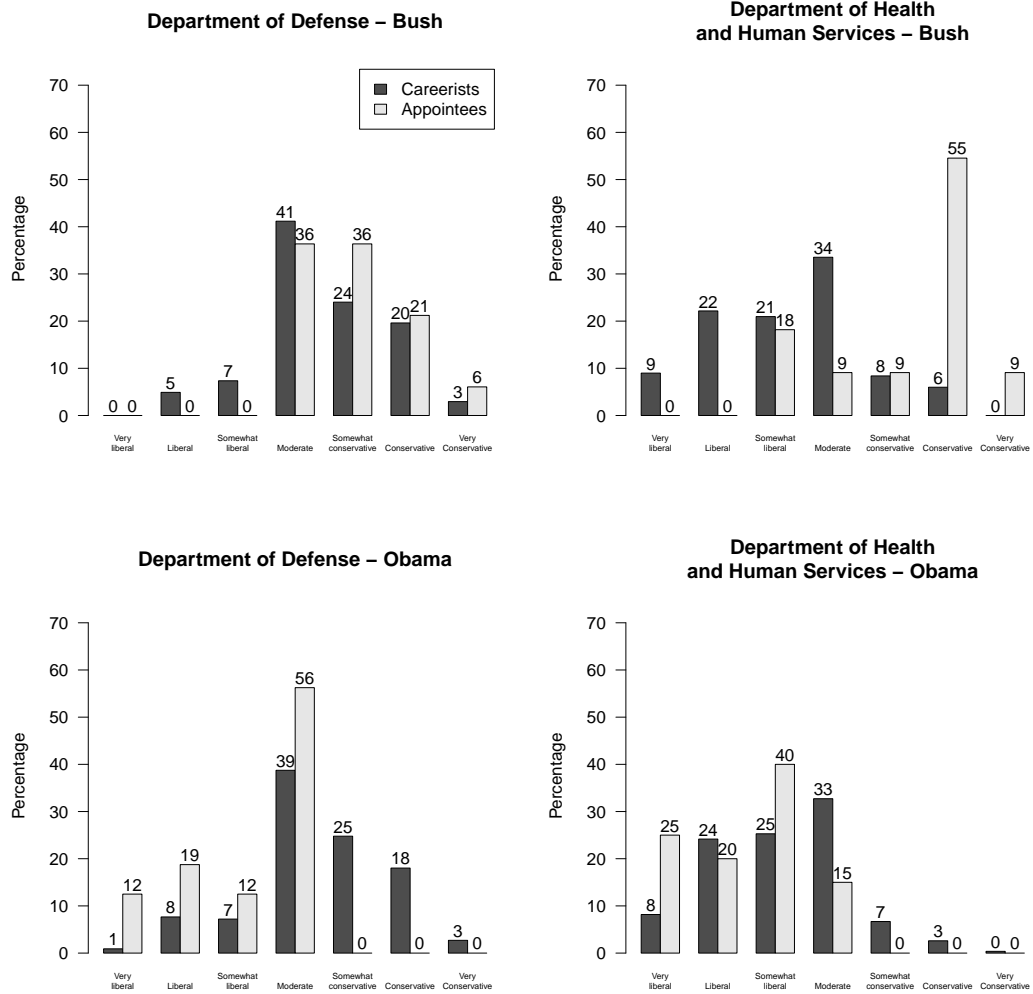 Department of Defense – Bush
Careerists
Appointees
Percentage
70
60
50
40
30
20
10
0
0 0
5 0
7 0
41 36
24 36
20 21
3 6
Very liberal
Liberal
Somewhat liberal
Moderate
Somewhat conservative
Conservative
Very Conservative
Department of Health
and Human Services – Bush
Percentage
70
60
50
40
30
20
10
0
9 0
22 0
21 18
34 9
8 9
6 55
0 9
Very liberal
Liberal
Somewhat liberal
Moderate
Somewhat conservative
Conservative
Very Conservative
Department of Defense – Obama
Percentage
70
60
50
40
30
20
10
0
1 12
8 19
7 12
39 56
25 0
18 0
3 0
Very liberal
Liberal
Somewhat liberal
Moderate
Somewhat conservative
Conservative
Very Conservative
Department of Health
and Human Services – Obama
Percentage
70
60
50
40
30
20
10
0
8 25
24 20
25 40
33 15
7 0
3 0
0 0
Very liberal
Liberal
Somewhat liberal
Moderate
Somewhat conservative
Conservative
Very Conservative